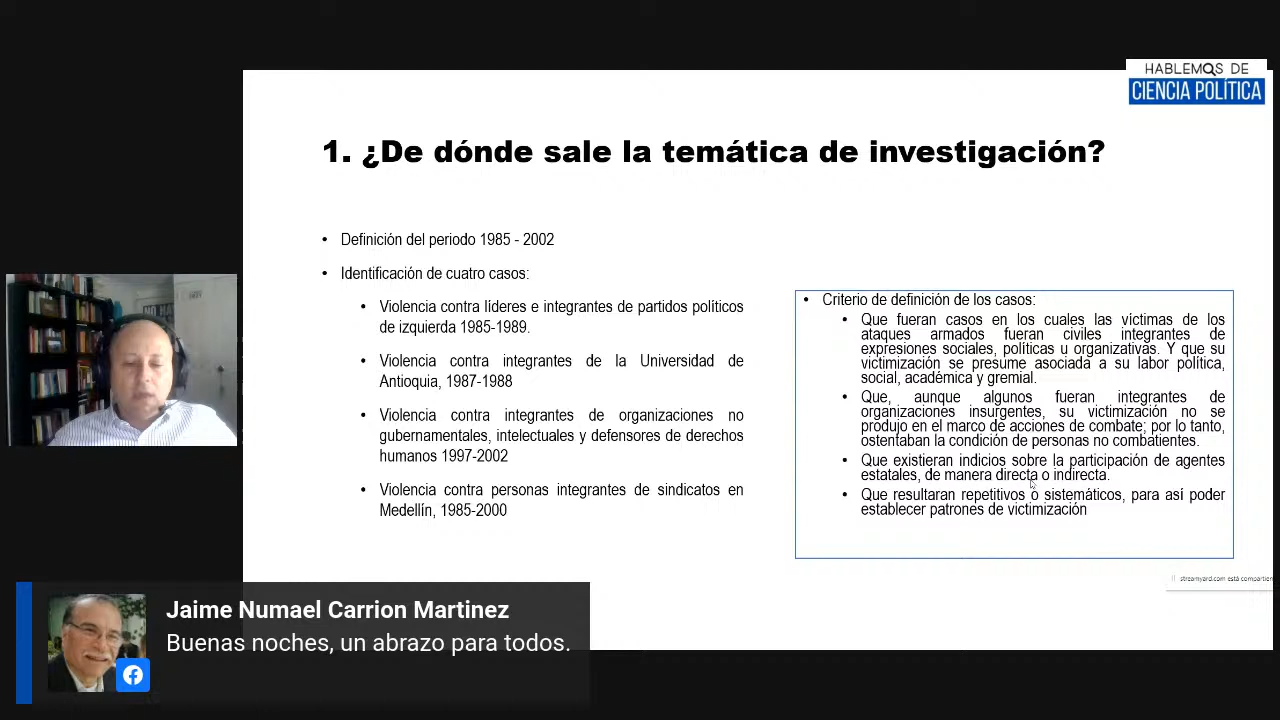 HABLEMOS DE
CIENCIA POLÍTICA
1. ¿De dónde sale la temática de investigación?
• Definición del periodo 1985 - 2002
• Identificación de cuatro casos:
• Violencia contra líderes e integrantes de partidos políticos
de izquierda 1985-1989.
• Violencia contra integrantes de la Universidad de
Antioquia, 1987-1988
• Violencia contra integrantes de organizaciones no
gubernamentales, intelectuales y defensores de derechos
humanos 1997-2002
• Violencia contra personas integrantes de sindicatos en
Medellín, 1985-2000
• Criterio de definición de los casos:
• Que fueran casos en los cuales las víctimas de los
ataques armados fueran civiles integrantes de
expresiones sociales, políticas u organizativas. Y que su
victimización se presume asociada a su labor política,
social, académica y gremial.
• Que, aunque algunos fueran integrantes de
organizaciones insurgentes, su victimización no se
produjo en el marco de acciones de combate; por lo tanto,
ostentaban la condición de personas no combatientes.
• Que existieran indicios sobre la participación de agentes
estatales, de manera directa o indirecta.
• Que resultaran repetitivos o sistemáticos, para así poder
establecer patrones de victimización
streamyard.com está compartien
Jaime Numael Carrion Martinez
Buenas noches, un abrazo para todos.